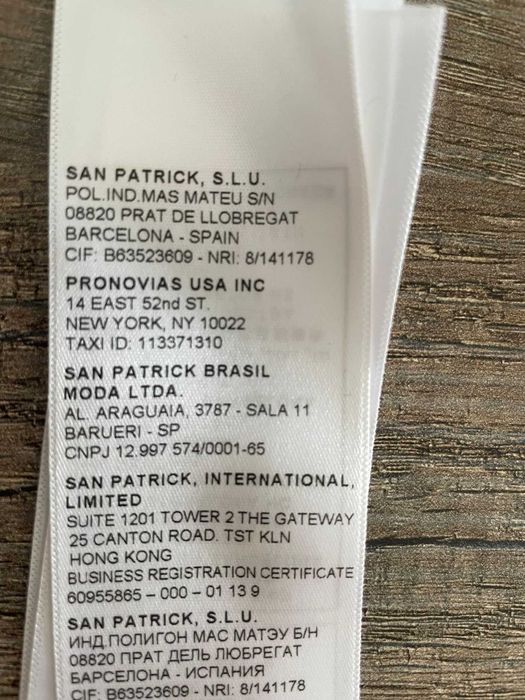 SAN PATRICK, S.L.U.
POL.IND.MAS MATEU S/N
08820 PRAT DE LLOBREGAT
BARCELONA - SPAIN
CIF: B63523609 - NRI: 8/141178
PRONOVIAS USA INC
14 EAST 52nd ST.
NEW YORK, NY 10022
TAXI ID: 113371310
SAN PATRICK BRASIL
MODA LTDA.
AL. ARAGUAIA, 3787 - SALA 11
BARUERI - SP
CNPJ 12.997 574/0001-65
SAN PATRICK, INTERNATIONAL,
LIMITED
SUITE 1201 TOWER 2 THE GATEWAY
25 CANTON ROAD. TST KLN
HONG KONG
BUSINESS REGISTRATION CERTIFICATE
60955865 – 000 – 01 13 9
SAN PATRICK, S.L.U.
ИНД.ПОЛИГОН МАС МАТЭУ Б/Н
08820 ПРАТ ДЕЛЬ ЛЮБРЕГАТ
БАРСЕЛОНА - ИСПАНИЯ
CIF: B63523609 - NRI: 8/141178